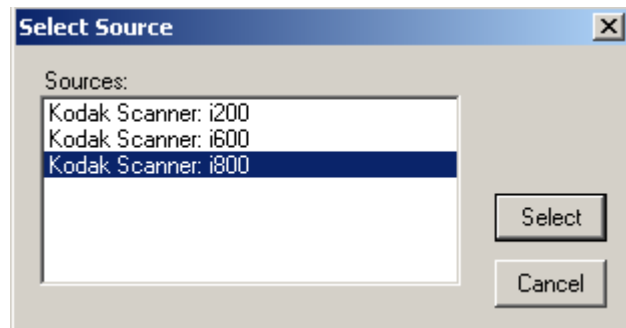 Select Source
Sources:
Kodak Scanner: i200
Kodak Scanner: i600
Kodak Scanner: i800
Select
Cancel